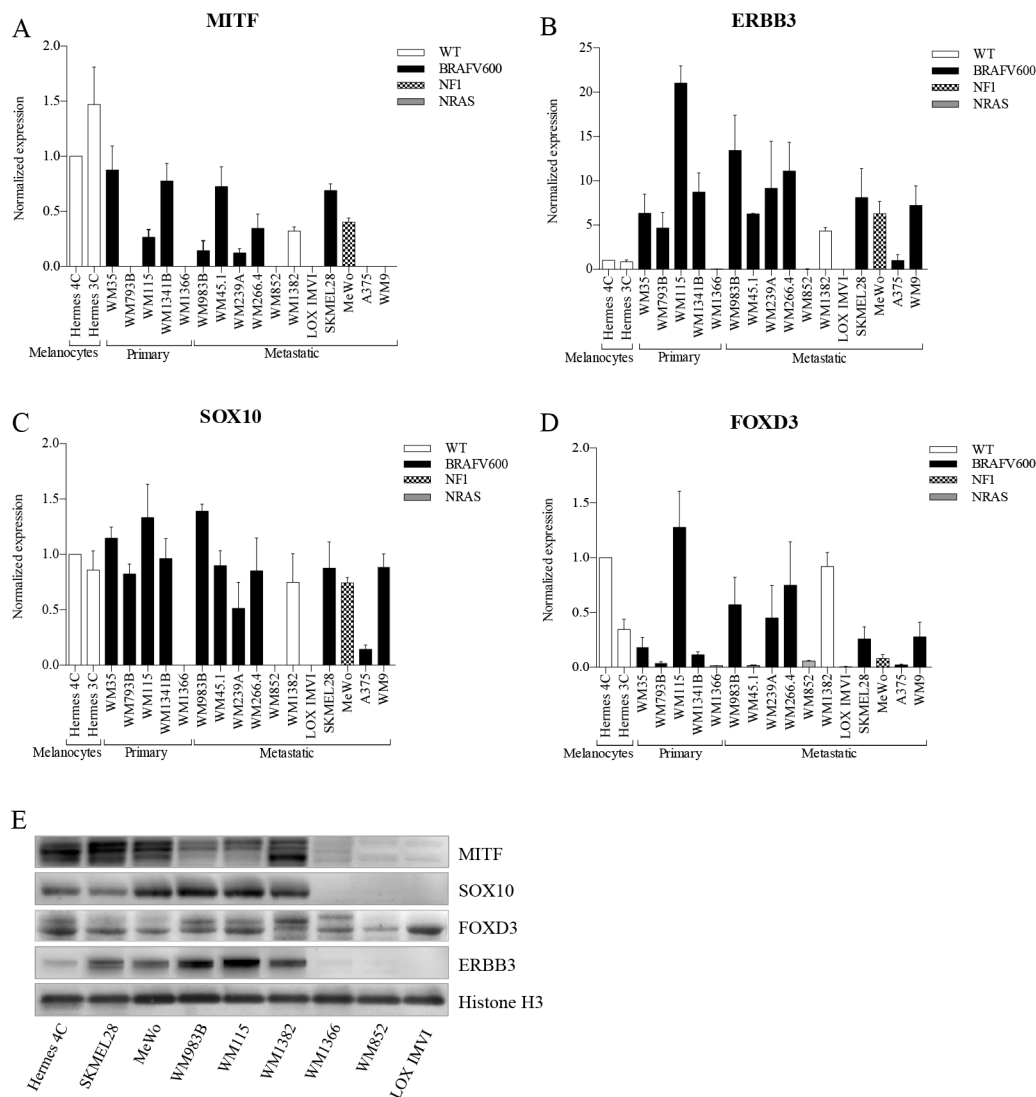 A
MITF
Normalized expression
2.0
1.5
1.0
0.5
0.0
WT
BRAFV600
NF1
NRAS
Hermes 4C
Hermes 3C
WM35
WM793B
WM115
WM1341B
WM1366
WM983B
WM45.1
WM239A
WM266.4
WM852
WM1382
LOX IMVI
SKMEL28
MeWo
A375
WM9
Melanocytes
Primary
Metastatic
B
ERBB3
Normalized expression
25
20
15
10
5
0
WT
BRAFV600
NF1
NRAS
Hermes 4C
Hermes 3C
WM35
WM793B
WM115
WM1341B
WM1366
WM983B
WM45.1
WM239A
WM266.4
WM852
WM1382
LOX IMVI
SKMEL28
MeWo
A375
WM9
Melanocytes
Primary
Metastatic
C
SOX10
Normalized expression
2.0
1.5
1.0
0.5
0.0
WT
BRAFV600
NF1
NRAS
Hermes 4C
Hermes 3C
WM35
WM793B
WM115
WM1341B
WM1366
WM983B
WM45.1
WM239A
WM266.4
WM852
WM1382
LOX IMVI
SKMEL28
MeWo
A375
WM9
Melanocytes
Primary
Metastatic
D
FOXD3
Normalized expression
2.0
1.5
1.0
0.5
0.0
WT
BRAFV600
NF1
NRAS
Hermes 4C
Hermes 3C
WM35
WM793B
WM115
WM1341B
WM1366
WM983B
WM45.1
WM239A
WM266.4
WM852
WM1382
LOX IMVI
SKMEL28
MeWo
A375
WM9
Melanocytes
Primary
Metastatic
E
MITF
SOX10
FOXD3
ERBB3
Histone H3
Hermes 4C
SKMEL28
MeWo
WM983B
WM115
WM1382
WM1366
WM852
LOX IMVI